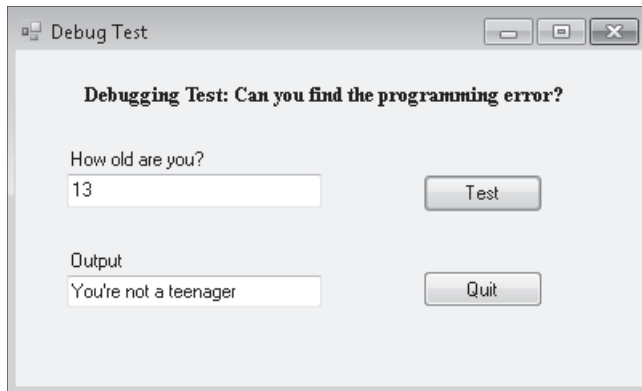 Debug Test
Debugging Test: Can you find the programming error?
How old are you?
13
Test
Output
You're not a teenager
Quit